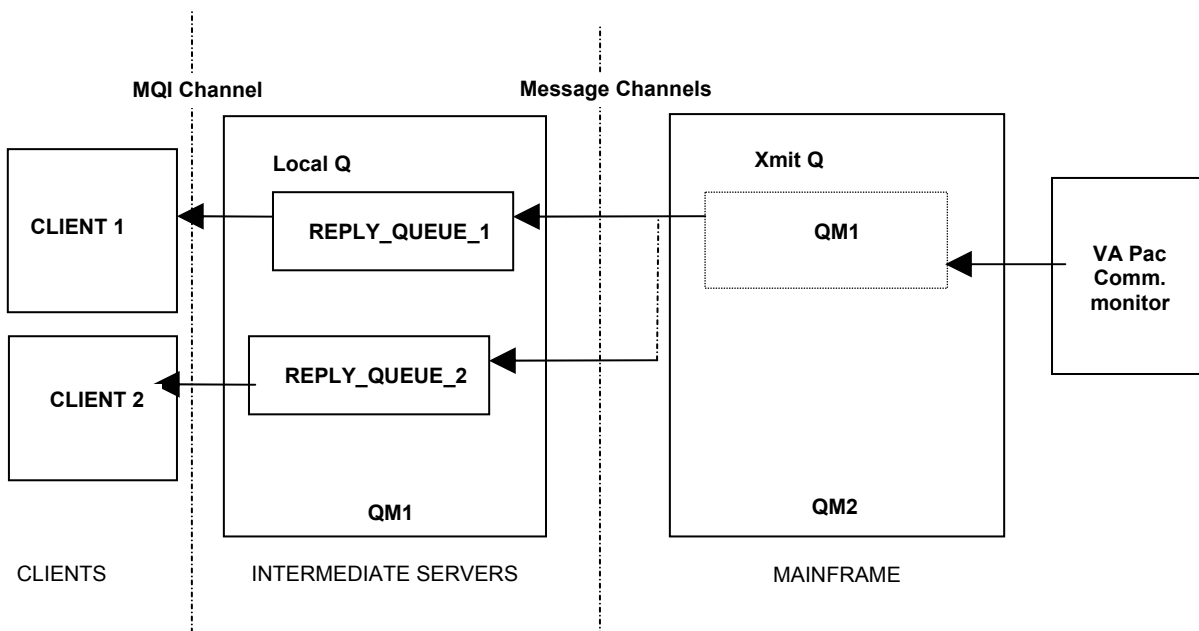 MQI Channel
Message Channels
Local Q
Xmit Q
CLIENT 1
REPLY_QUEUE_1
QM1
VA Pac
Comm.
monitor
CLIENT 2
REPLY_QUEUE_2
QM1
QM2
CLIENTS
INTERMEDIATE SERVERS
MAINFRAME